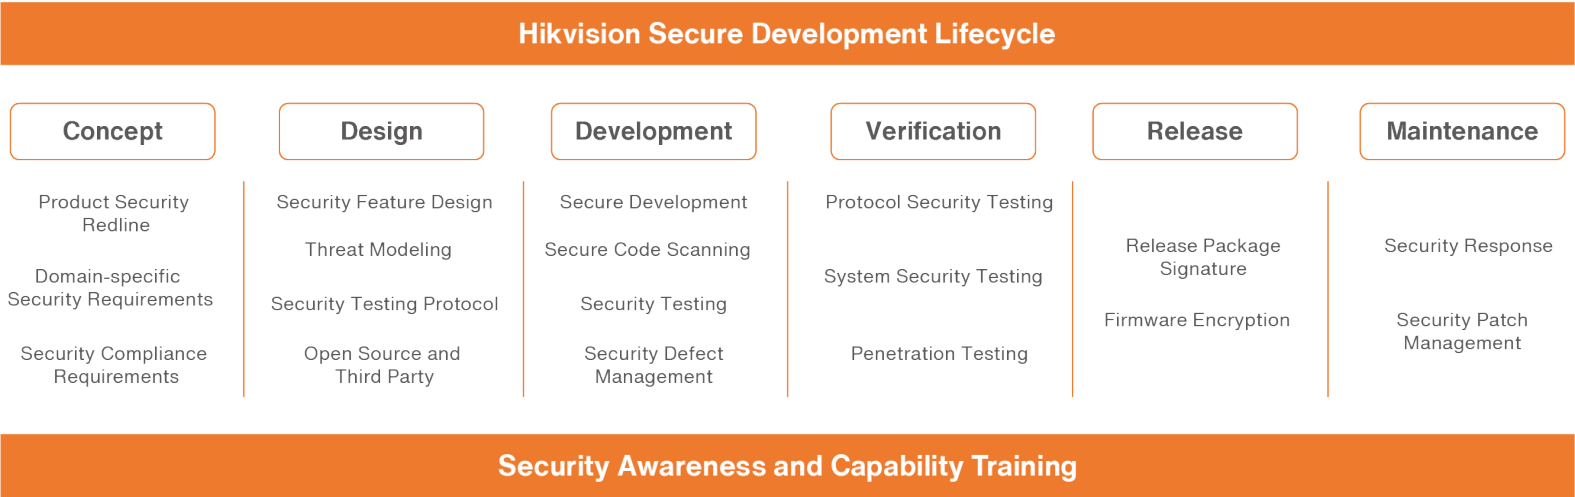 Hikvision Secure Development Lifecycle
Concept
Product Security
Redline
Domain-specific
Security Requirements
Security Compliance
Requirements
Design
Security Feature Design
Threat Modeling
Security Testing Protocol
Open Source and
Third Party
Development
Secure Development
Secure Code Scanning
Security Testing
Security Defect
Management
Verification
Protocol Security Testing
System Security Testing
Penetration Testing
Release
Release Package
Signature
Firmware Encryption
Maintenance
Security Response
Security Patch
Management
Security Awareness and Capability Training